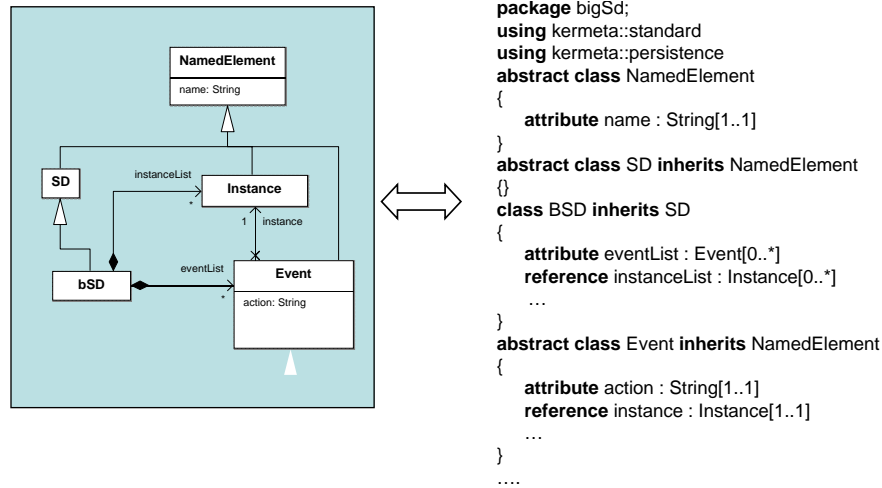 NamedElement
name: String
SD
instanceList
*
Instance
1 instance
bSD
eventList
*
Event
action: String
package bigSd;
using kermeta::standard
using kermeta::persistence
abstract class NamedElement
{
attribute name : String[1..1]
}
abstract class SD inherits NamedElement
{}
class BSD inherits SD
{
attribute eventList : Event[0..*]
reference instanceList : Instance[0..*]
…
}
abstract class Event inherits NamedElement
{
attribute action : String[1..1]
reference instance : Instance[1..1]
…
}
….